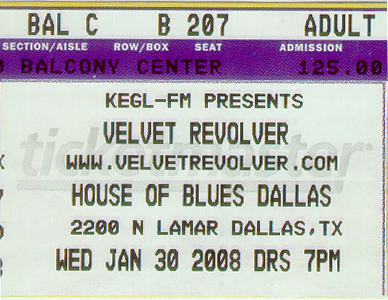 BAL C B 207 ADULT
SECTION/AISLE ROW/BOX SEAT ADMISSION
BALCONY CENTER 125.00
KEGL-FM PRESENTS
VELVET REVOLVER
WWW.VELVETREVOLVER.COM
ticketmaster
HOUSE OF BLUES DALLAS
2200 N LAMAR DALLAS,TX
WED JAN 30 2008 DRS 7PM